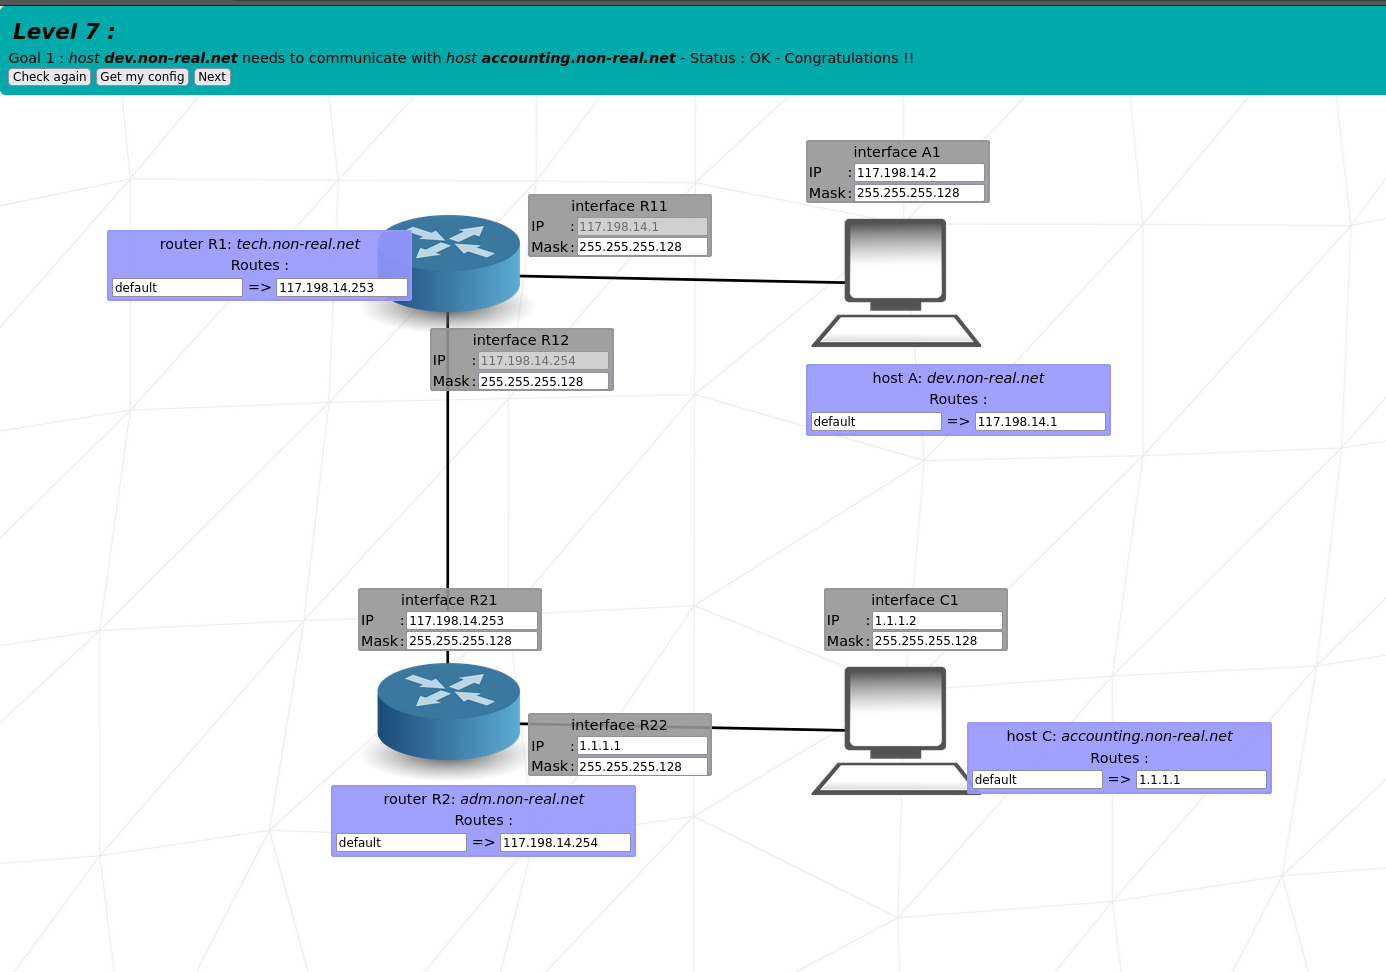 Level 7 :
Goal 1 : host dev.non-real.net needs to communicate with host accounting.non-real.net - Status : OK - Congratulations !!
Check again Get my config Next
interface A1
IP : 117.198.14.2
Mask : 255.255.255.128
interface R11
IP : 117.198.14.1
Mask : 255.255.255.128
router R1: tech.non-real.net
Routes :
default => 117.198.14.253
interface R12
IP : 117.198.14.254
Mask : 255.255.255.128
host A: dev.non-real.net
Routes :
default => 117.198.14.1
interface R21
IP : 117.198.14.253
Mask : 255.255.255.128
interface C1
IP : 1.1.1.2
Mask : 255.255.255.128
interface R22
IP : 1.1.1.1
Mask : 255.255.255.128
host C: accounting.non-real.net
Routes :
default => 1.1.1.1
router R2: adm.non-real.net
Routes :
default => 117.198.14.254